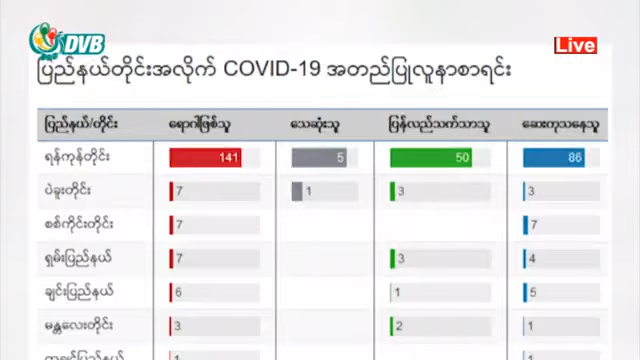 DVB
Live
ပြည်နယ်တိုင်းအလိုက် COVID-19 အတည်ပြုလူနာစာရင်း
ပြည်နယ်/တိုင်း ရောဂါဖြစ်သူ သေဆုံးသူ ပြန်လည်သက်သာသူ ဆေးကုသနေသူ
ရန်ကုန်တိုင်း 141 5 50 86
ပဲခူးတိုင်း 7 1 3 3
စစ်ကိုင်းတိုင်း 7 7
ရှမ်းပြည်နယ် 7 3 4
ချင်းပြည်နယ် 6 1 5
မန္တလေးတိုင်း 3 2 1